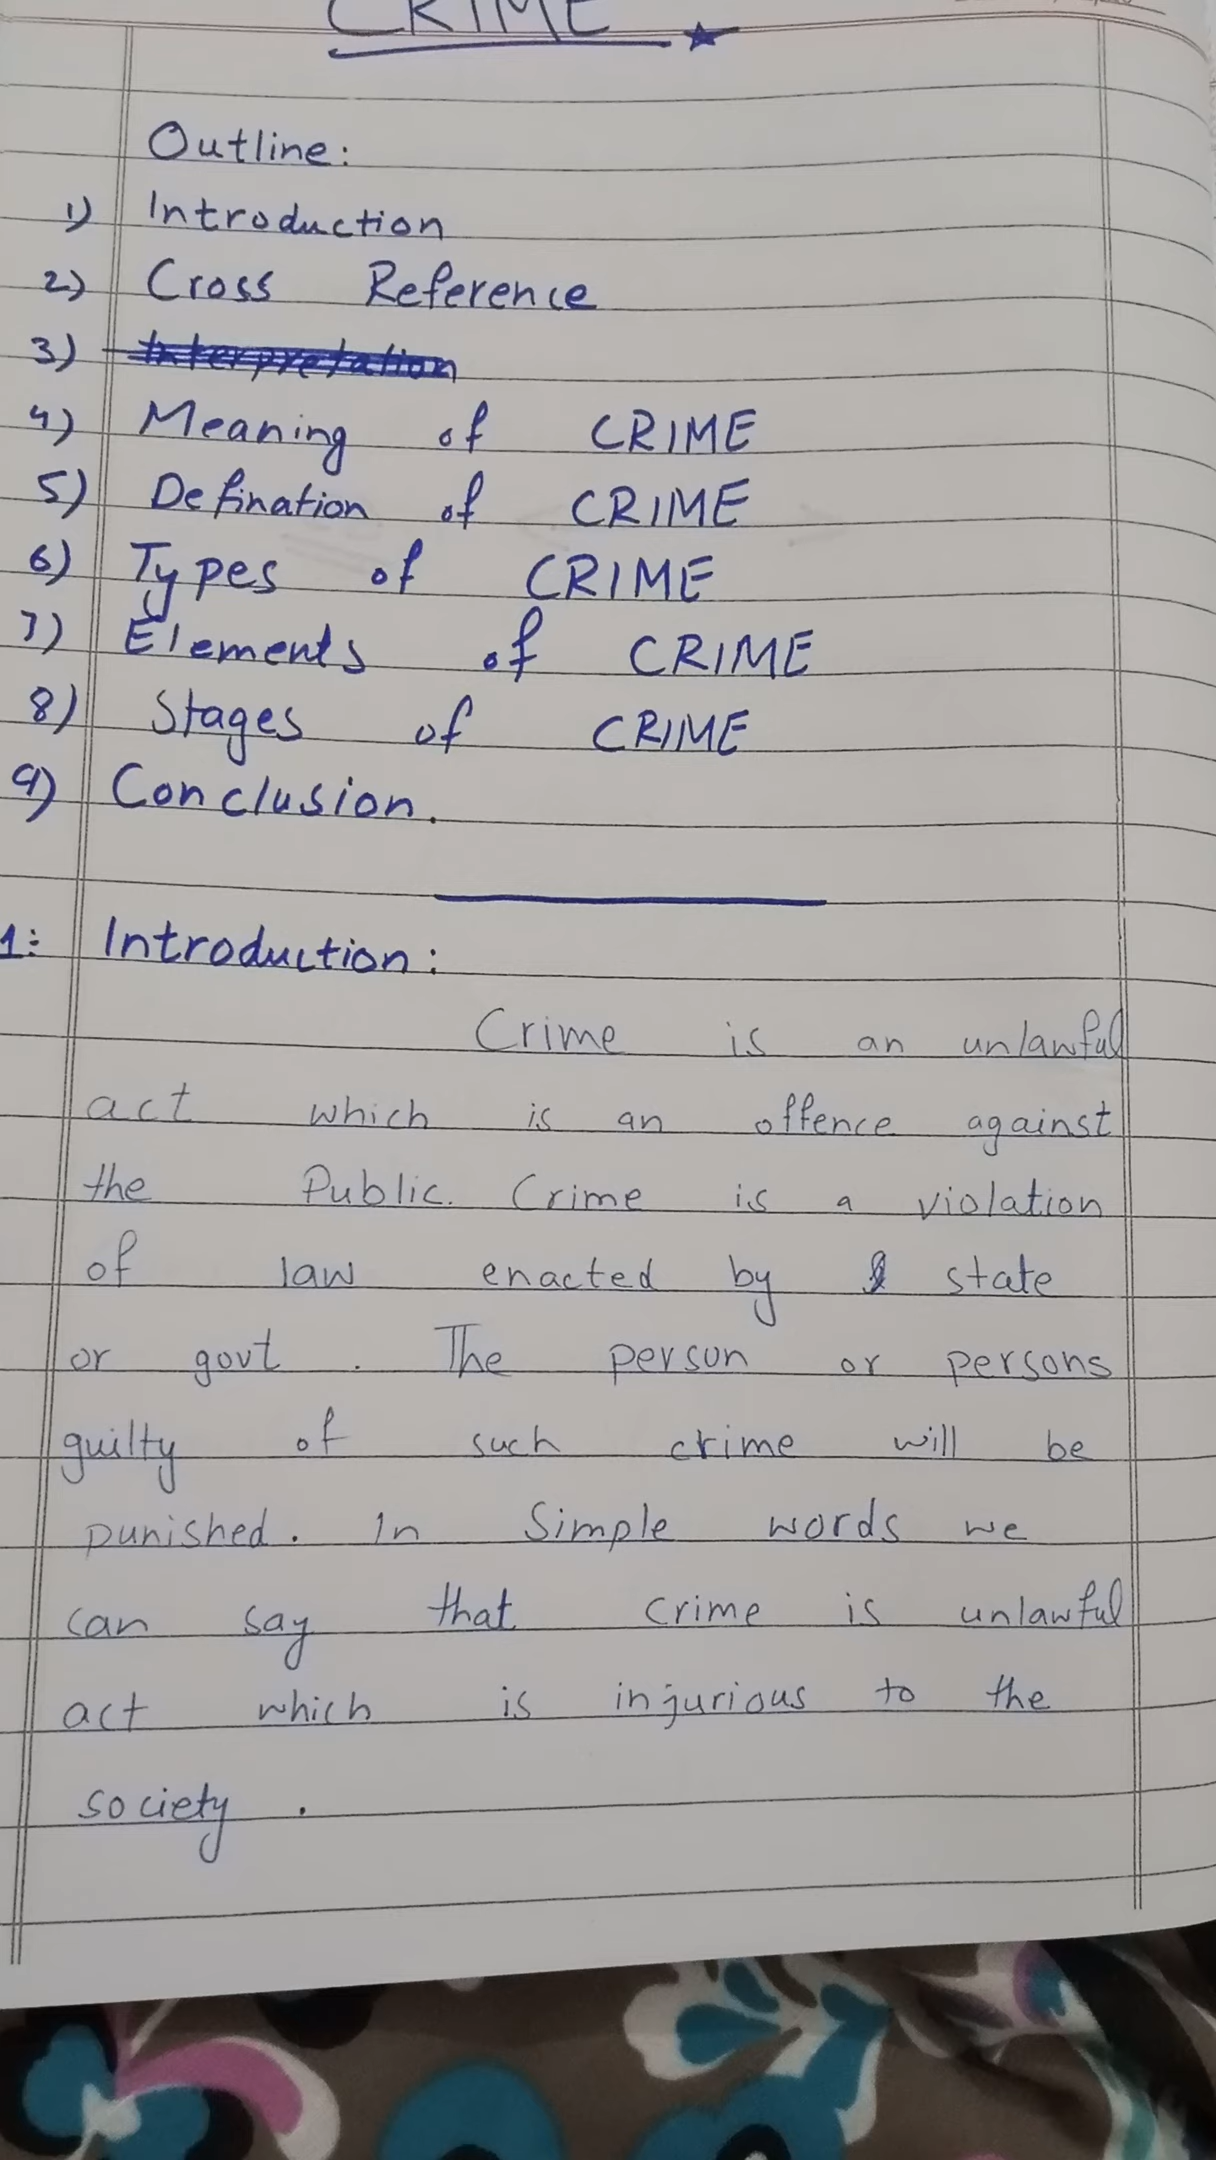 CRIME
Outline:
1) Introduction
2) Cross Reference
3) Interpretation
4) Meaning of CRIME
5) Defination of CRIME
6) Types of CRIME
7) Elements of CRIME
8) Stages of CRIME
9) Conclusion.
1: Introduction:
Crime is an unlawful
act which is an offence against
the Public. Crime is a violation
of law enacted by state
or govt. The person or persons
guilty of such crime will be
punished. In Simple words we
can say that crime is unlawful
act which is injurious to the
society.